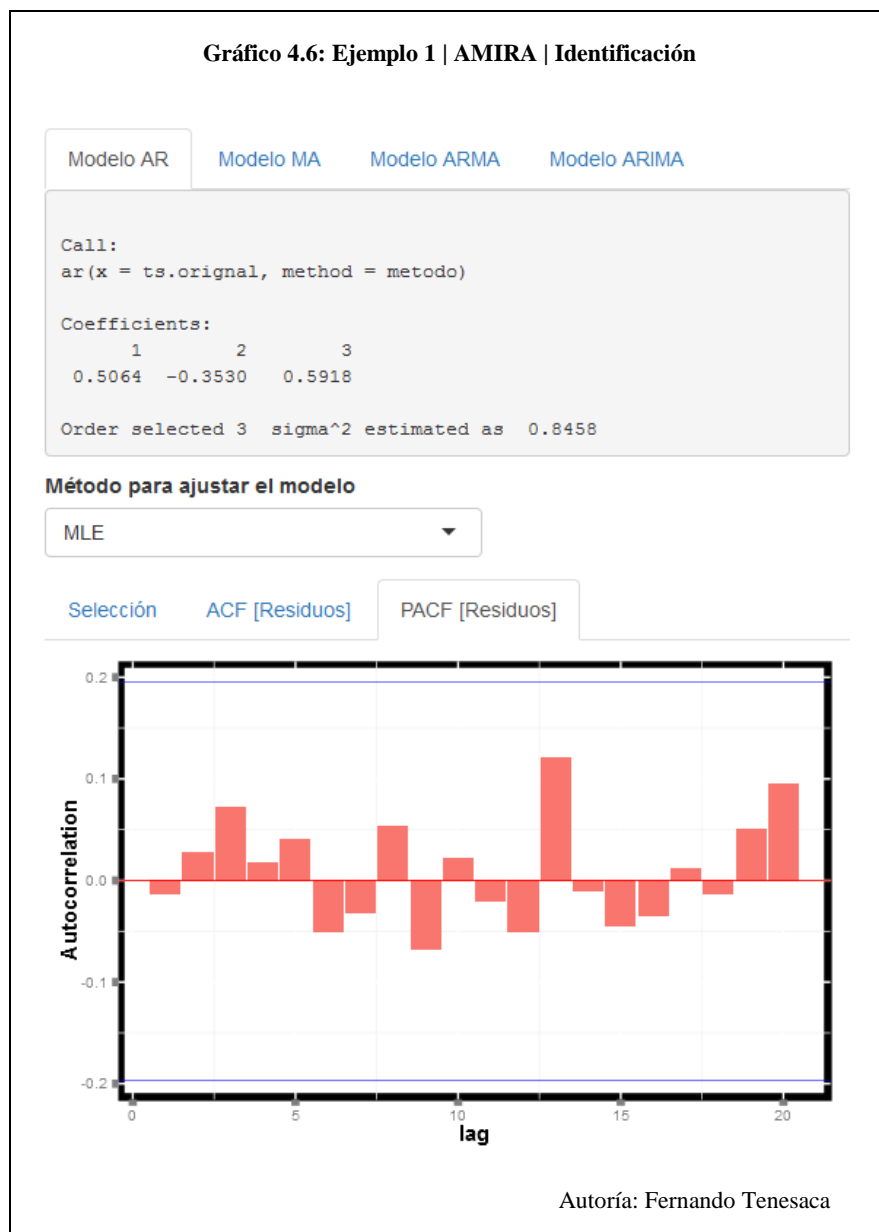 Gráfico 4.6: Ejemplo 1 | AMIRA | Identificación
Modelo AR Modelo MA Modelo ARMA Modelo ARIMA
Call:
ar(x = ts.orignal, method = metodo)
Coefficients:
1 2 3
0.5064 -0.3530 0.5918
Order selected 3 sigma^2 estimated as 0.8458
Método para ajustar el modelo
MLE
Selección ACF [Residuos] PACF [Residuos]
0.2
0.1
0.0
-0.1
-0.2
Autocorrelation
0 5 10 15 20
lag
Autoría: Fernando Tenesaca